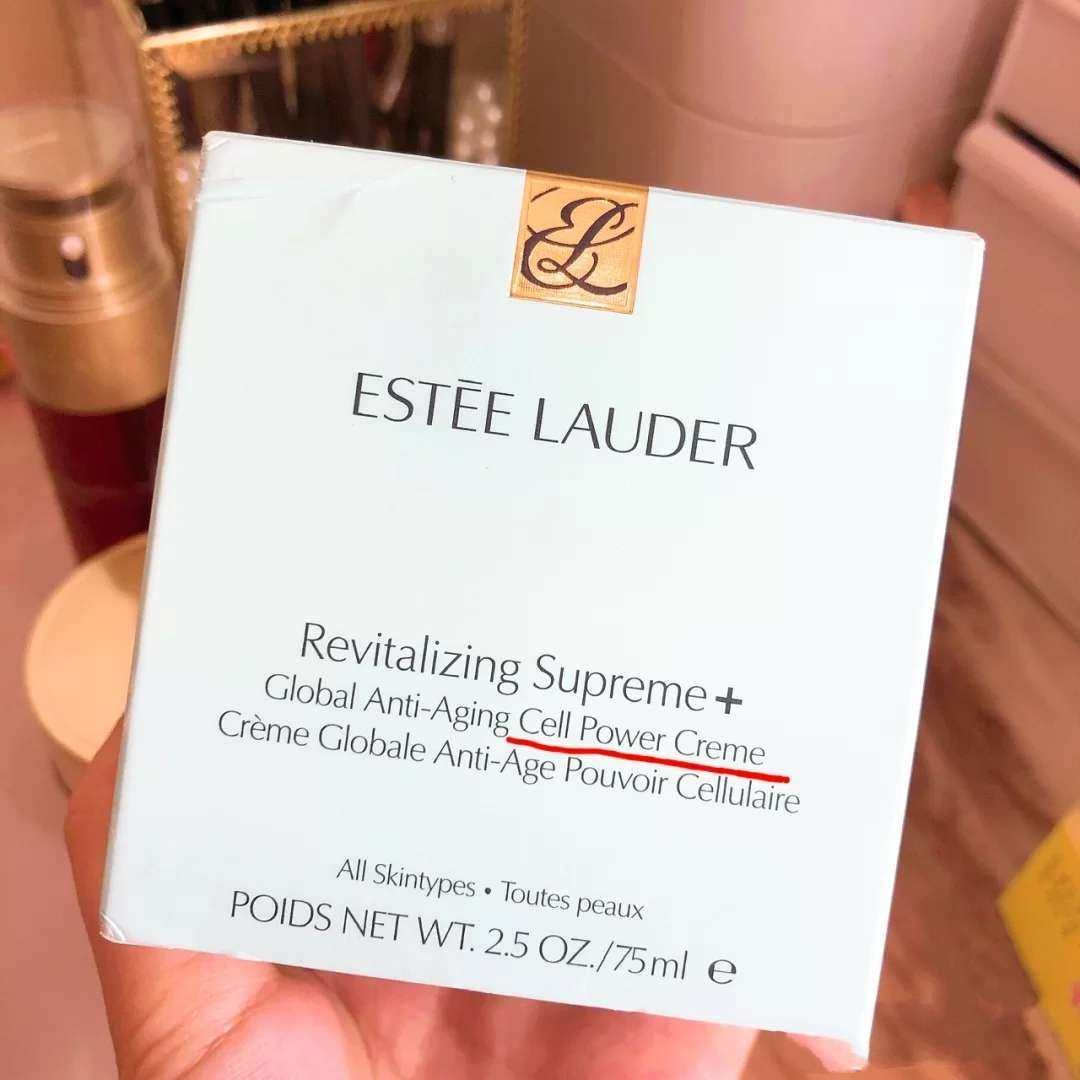 ESTĒE LAUDER
Revitalizing Supreme+
Global Anti-Aging Cell Power Creme
Crème Globale Anti-Age Pouvoir Cellulaire
All Skintypes • Toutes peaux
POIDS NET WT. 2.5 OZ./75ml ℮